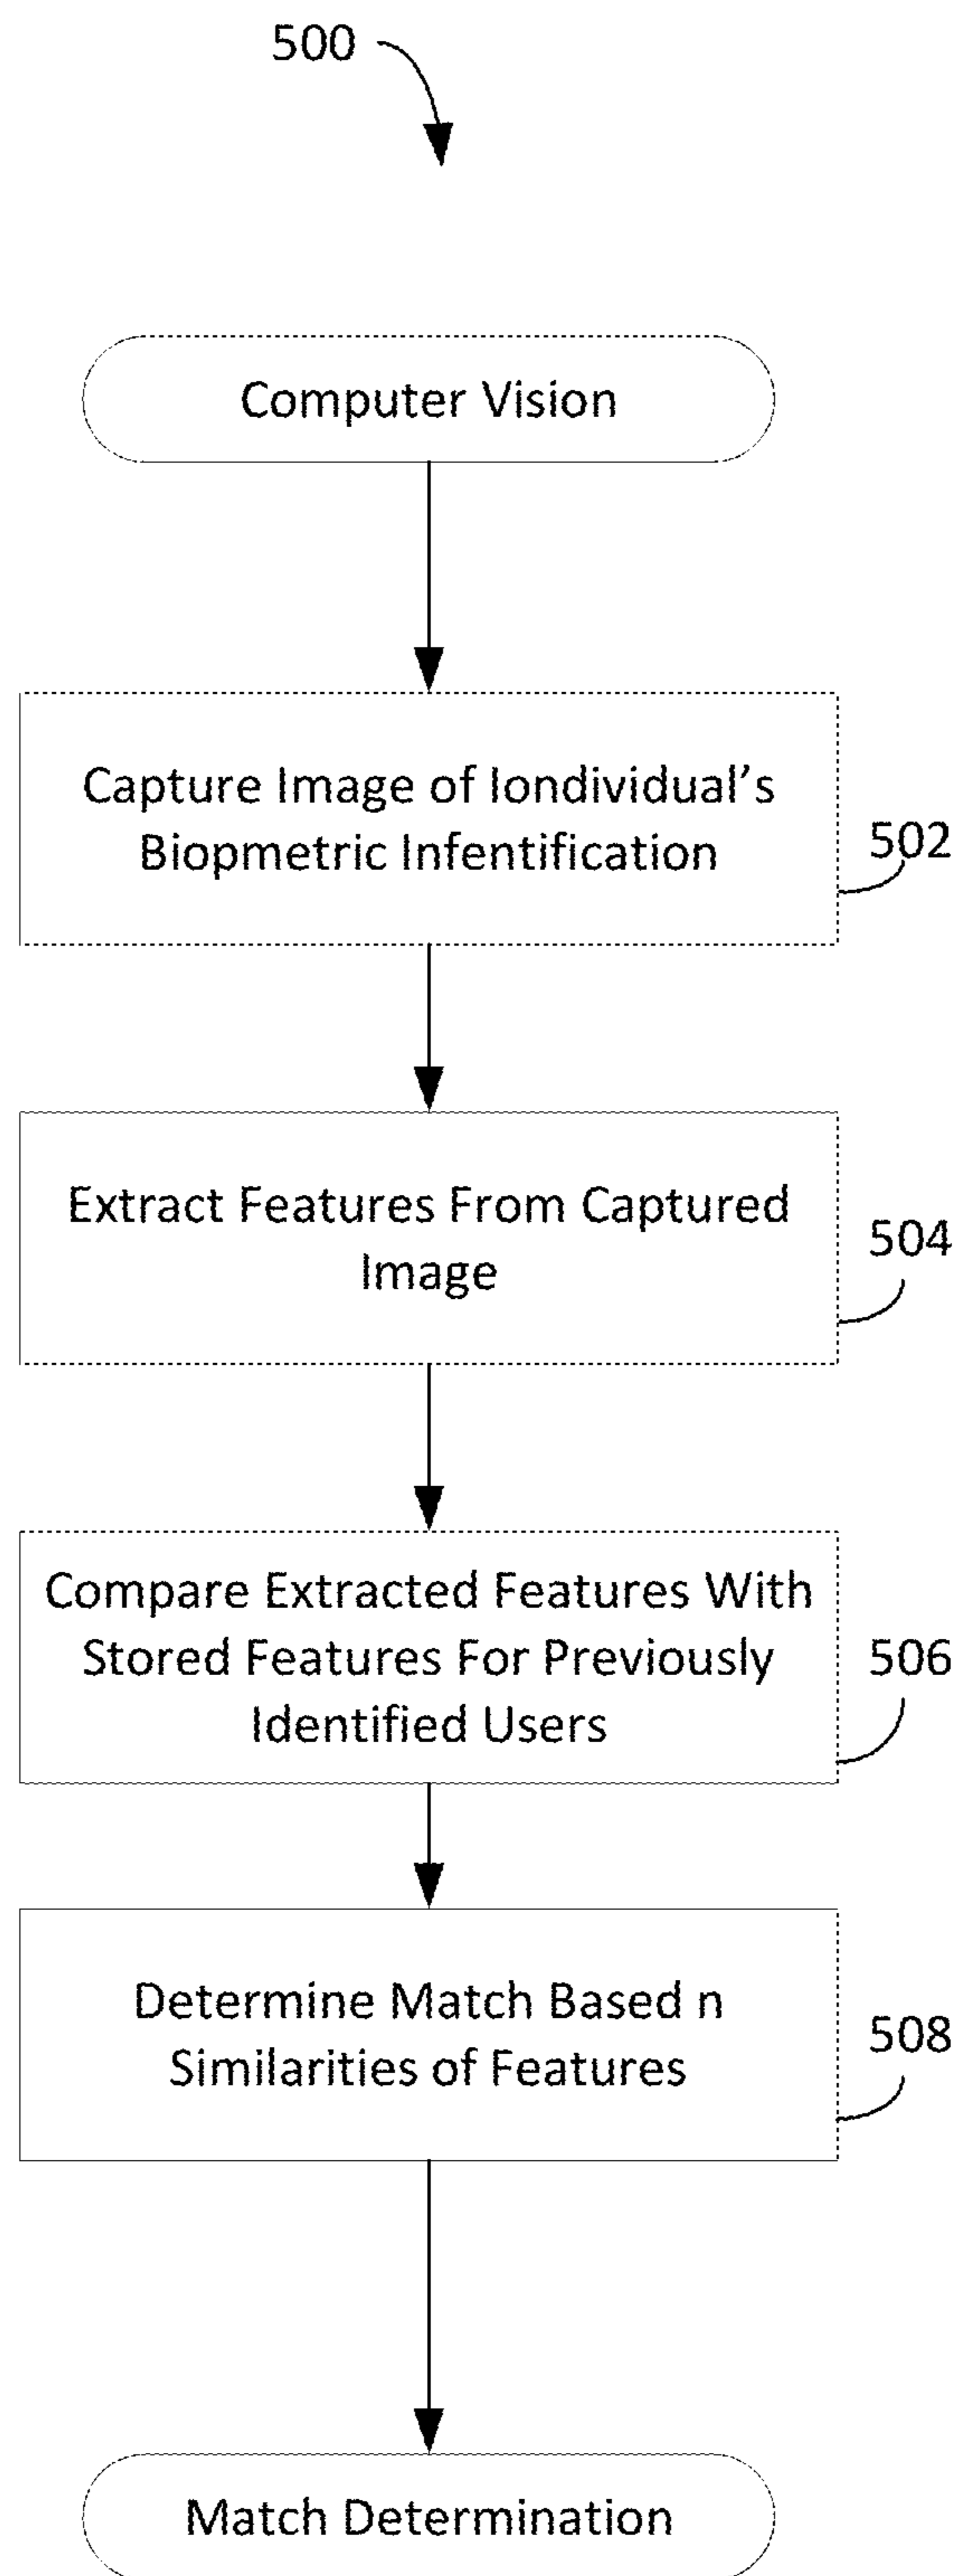 500
Computer Vision
Capture Image of Iondividual's
Biopmetric Infentification
502
Extract Features From Captured
Image
504
Compare Extracted Features With
Stored Features For Previously
Identified Users
506
Determine Match Based n
Similarities of Features
508
Match Determination